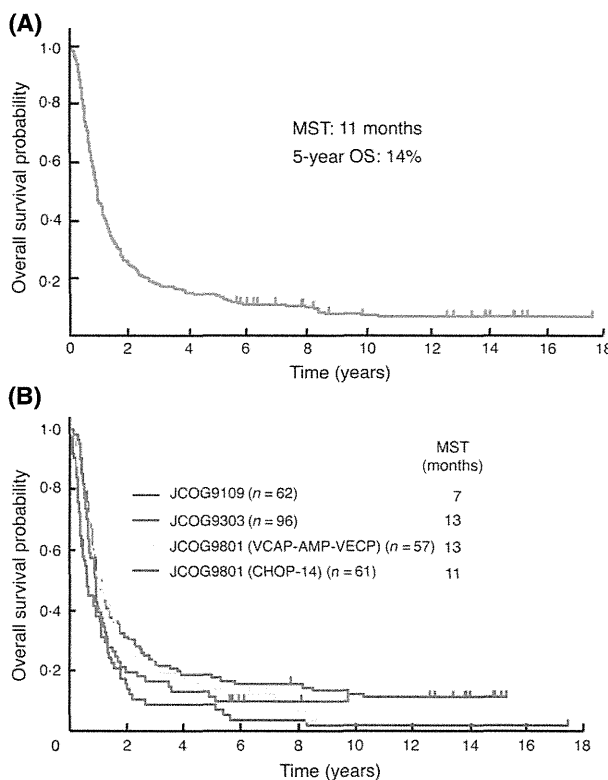 (A)
1·0
0·8
0·6
0·4
0·2
Overall survival probability
MST: 11 months
5-year OS: 14%
0 2 4 6 8 10 12 14 16 18
Time (years)
(B)
1·0
0·8
0·6
0·4
0·2
0
Overall survival probability
MST
(months)
JCOG9109 (n = 62) 7
JCOG9303 (n = 96) 13
JCOG9801 (VCAP-AMP-VECP) (n = 57) 13
JCOG9801 (CHOP-14) (n = 61) 11
0 2 4 6 8 10 12 14 16 18
Time (years)